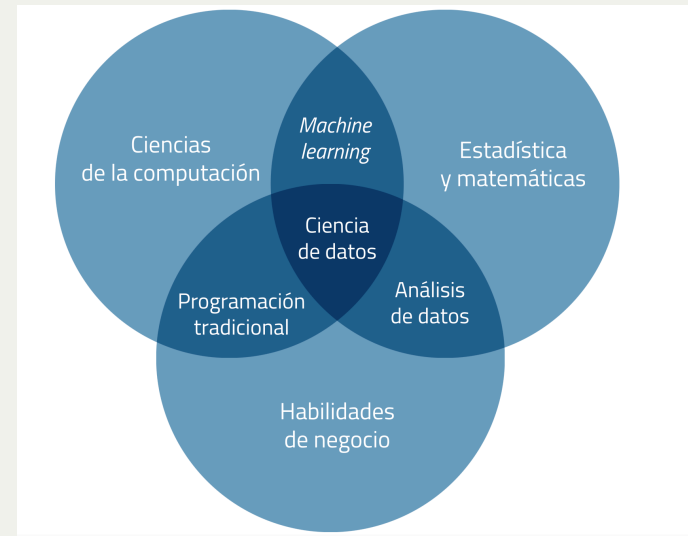 Machine
learning
Ciencias
de la computación
Estadística
y matemáticas
Ciencia
de datos
Programación
tradicional
Análisis
de datos
Habilidades
de negocio